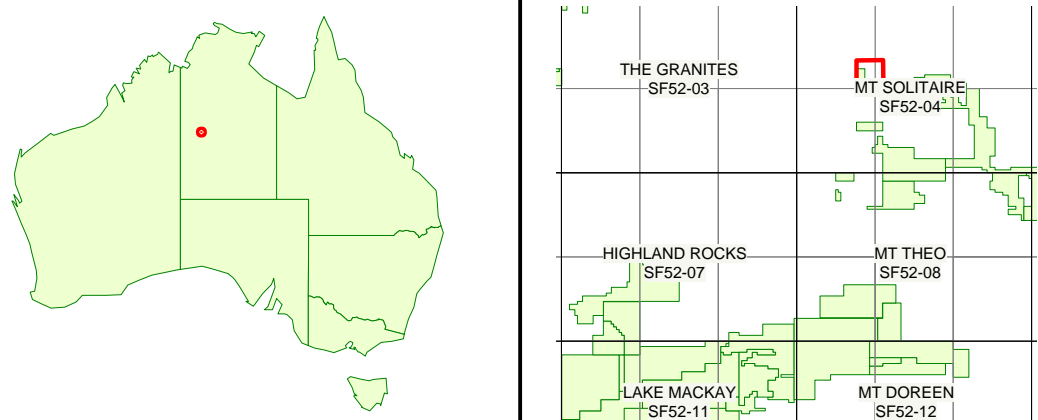 THE GRANITES
SF52-03
MT SOLITAIRE
SF52-04
HIGHLAND ROCKS
SF52-07
MT THEO
SF52-08
LAKE MACKAY
SF52-11
MT DOREEN
SF52-12